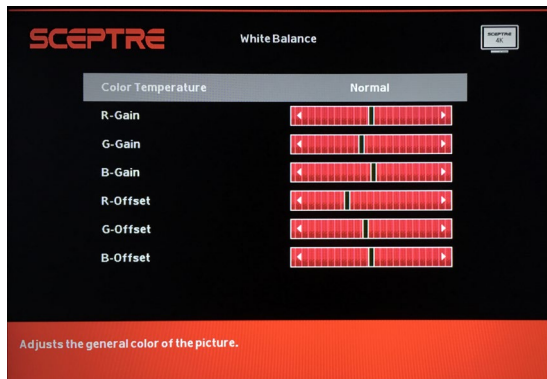 SCEPTRE
White Balance
SCEPTRE
4K
Color Temperature Normal
R-Gain
G-Gain
B-Gain
R-Offset
G-Offset
B-Offset
Adjusts the general color of the picture.